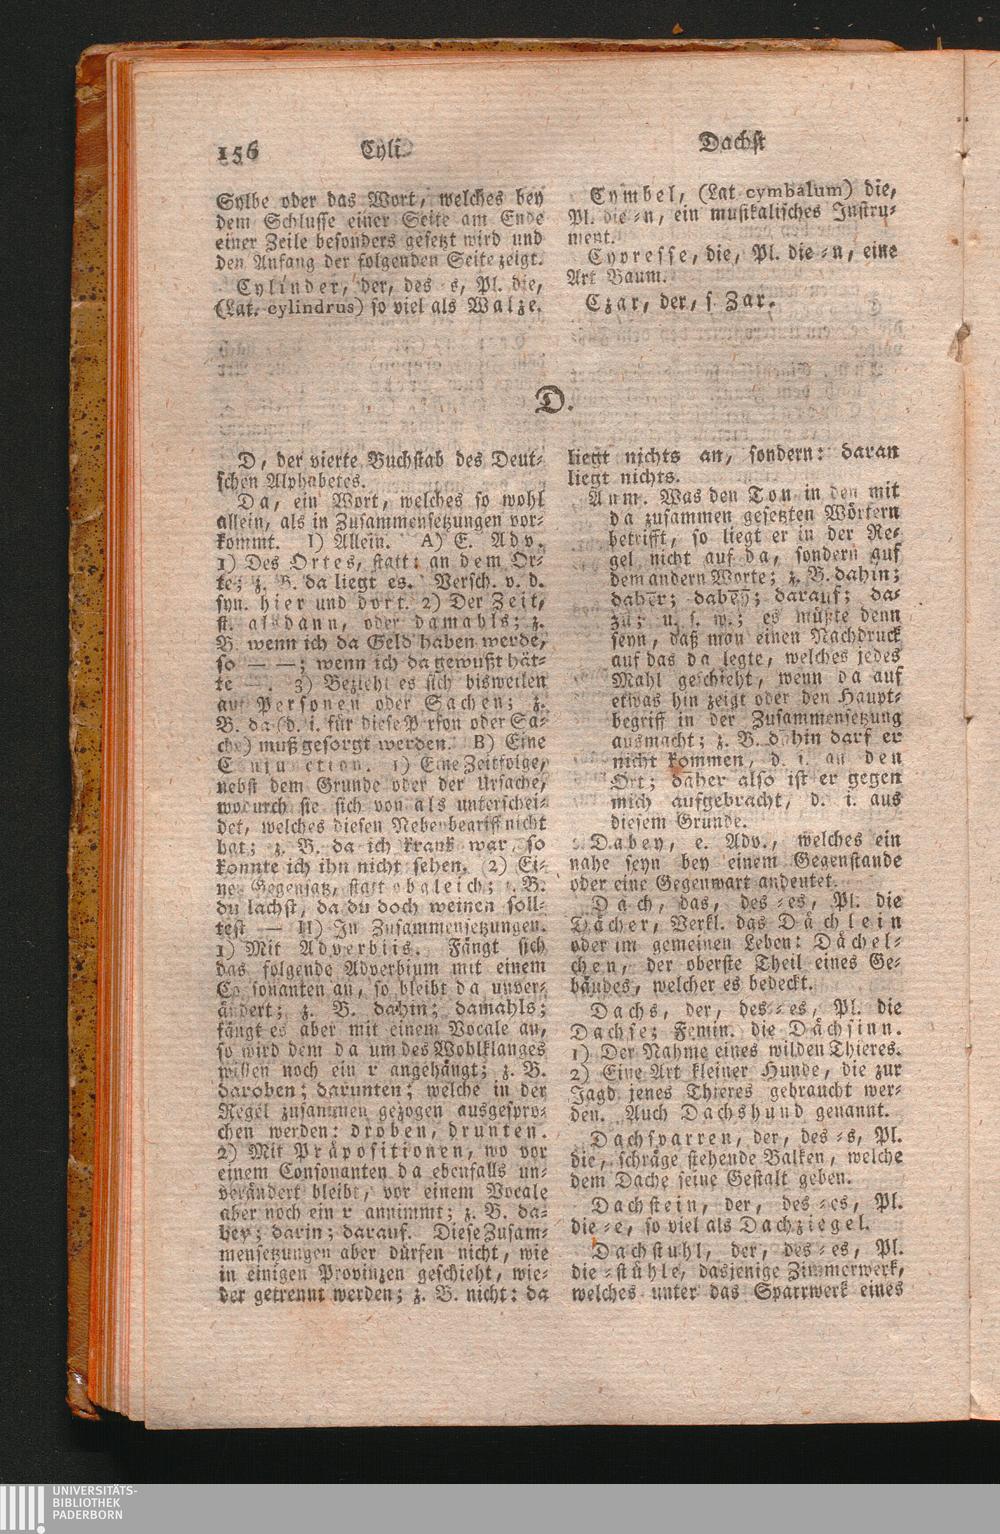 156 Cyli Dachst
Sylbe oder das Wort, welches bey
dem Schlusse einer Seite am Ende
einer Zeile besonders gesetzt wird und
den Anfang der folgenden Seite zeigt.
Cylinder, der, des ⸗s, Pl. die,
(Lat. cylindrus) so viel als Walze.
Cymbel, (Lat cymbalum) die,
Pl. die ⸗n, ein musikalisches Instru⸗
ment.
Cypresse, die, Pl. die ⸗n, eine
Art Baum.
Czar, der, s. Zar.
D.
D, der vierte Buchstab des Deut⸗
schen Alphabetes.
Da, ein Wort, welches so wohl
allein, als in Zusammensetzungen vor⸗
kommt. I) Allein. A) E. Adv.
1) Des Ortes, statt: an dem Or⸗
te; z. B. da liegt es. Versch. v. d.
syn. hier und dort. 2) Der Zeit,
st. alsdann, oder damahls; z.
B. wenn ich da Geld haben werde,
so — —; wenn ich da gewußt hät⸗
te —. 3) Bezieht es sich bisweilen
auf Personen oder Sachen; z.
B. da (d. i. für diese Person oder Sa⸗
che) muß gesorgt werden. B) Eine
Conjunction. 1) Eine Zeitfolge,
nebst dem Grunde oder der Ursache,
wodurch sie sich von als unterschei⸗
det, welches diesen Nebenbegriff nicht
hat; z. B. da ich krank war, so
konnte ich ihn nicht sehen. (2) Ei⸗
nen Gegensatz, statt obgleich; z. B.
du lachst, da du doch weinen soll⸗
test — II) In Zusammensetzungen.
1) Mit Adverbiis. Fängt sich
das folgende Adverbium mit einem
Consonanten an, so bleibt da unver⸗
ändert; z. B. dahin; damahls;
fängt es aber mit einem Vocale an,
so wird dem da um des Wohlklanges
willen noch ein r angehängt; z. B.
daroben; darunten; welche in der
Regel zusammen gezogen ausgespro⸗
chen werden: droben, drunten.
2) Mit Präpositionen, wo vor
einem Consonanten da ebenfalls un⸗
verändert bleibt, vor einem Vocale
aber noch ein r annimmt; z. B. da⸗
bey; darin; darauf. Diese Zusam⸗
mensetzungen aber dürfen nicht, wie
in einigen Provinzen geschieht, wie⸗
der getrennt werden; z. B. nicht: da
liegt nichts an, sondern: daran
liegt nichts.
Anm. Was den Ton in den mit
da zusammen gesetzten Wörtern
betrifft, so liegt er in der Re⸗
gel nicht auf da, sondern auf
dem andern Worte; z. B. dahin;
daher; dabey; darauf; da⸗
zu; u. s. w.; es müßte denn
seyn, daß man einen Nachdruck
auf das da legte, welches jedes
Mahl geschieht, wenn da auf
etwas hin zeigt oder den Haupt⸗
begriff in der Zusammensetzung
ausmacht; z. B. dahin darf er
nicht kommen, d. i. an den
Ort; daher also ist er gegen
mich aufgebracht, d. i. aus
diesem Grunde.
Dabey, e. Adv., welches ein
nahe seyn bey einem Gegenstande
oder eine Gegenwart andeutet.
Dach, das, des ⸗es, Pl. die
Dächer, Verkl. das Dächlein
oder im gemeinen Leben: Dächel⸗
chen, der oberste Theil eines Ge⸗
bäudes, welcher es bedeckt.
Dachs, der, des ⸗es, Pl. die
Dachse; Femin. die Dächsinn.
1) Der Nahme eines wilden Thieres.
2) Eine Art kleiner Hunde, die zur
Jagd jenes Thieres gebraucht wer⸗
den. Auch Dachshund genannt.
Dachsparren, der, des ⸗s, Pl.
die, schräge stehende Balken, welche
dem Dache seine Gestalt geben.
Dachstein, der, des ⸗es, Pl.
die ⸗e, so viel als Dachziegel.
Dachstuhl, der, des ⸗es, Pl.
die ⸗stühle, dasjenige Zimmerwerk,
welches unter das Sparrwerk eines
UNIVERSITÄTS-
BIBLIOTHEK
PADERBORN